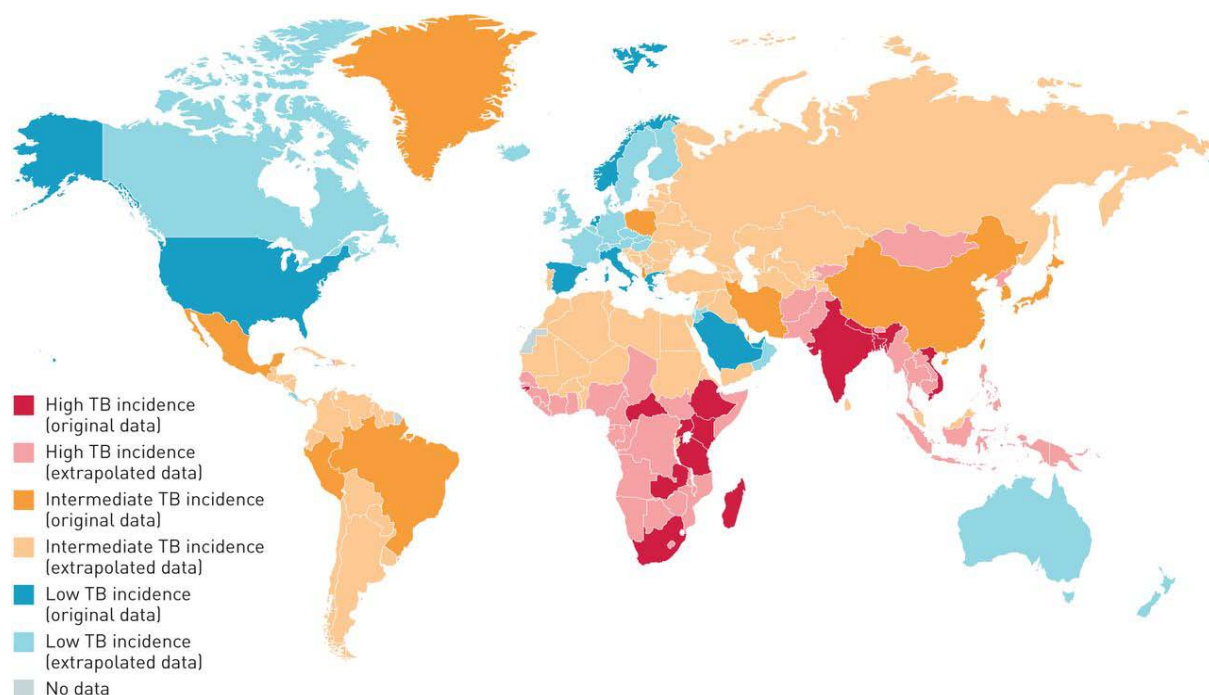 High TB incidence
(original data)
High TB incidence
(extrapolated data)
Intermediate TB incidence
(original data)
Intermediate TB incidence
(extrapolated data)
Low TB incidence
(original data)
Low TB incidence
(extrapolated data)
No data